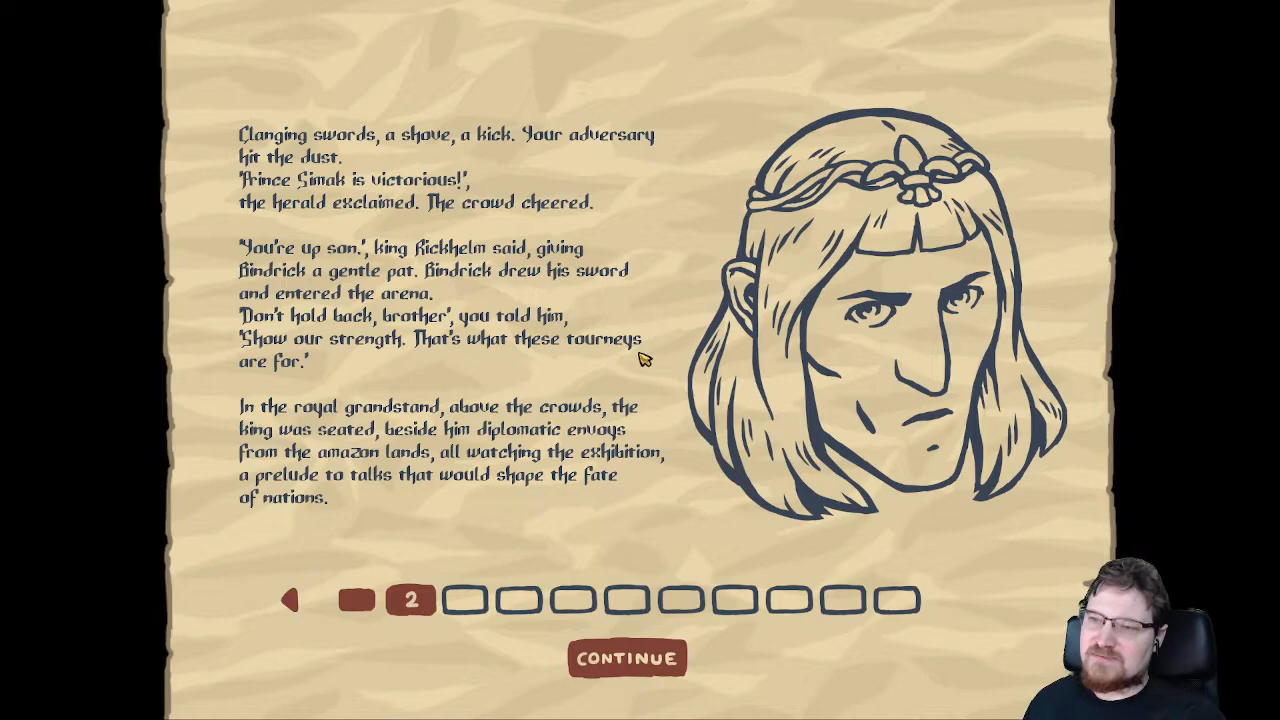 Clanging swords, a shove, a kick. Your adversary
hit the dust.
'Prince Simak is victorious!',
the herald exclaimed. The crowd cheered.
'You're up son.', king Rickhelm said, giving
Bindrick a gentle pat. Bindrick drew his sword
and entered the arena.
'Don't hold back, brother', you told him,
'Show our strength. That's what these tourneys
are for.'
In the royal grandstand, above the crowds, the
king was seated, beside him diplomatic envoys
from the amazon lands, all watching the exhibition,
a prelude to talks that would shape the fate
of nations.
2
CONTINUE